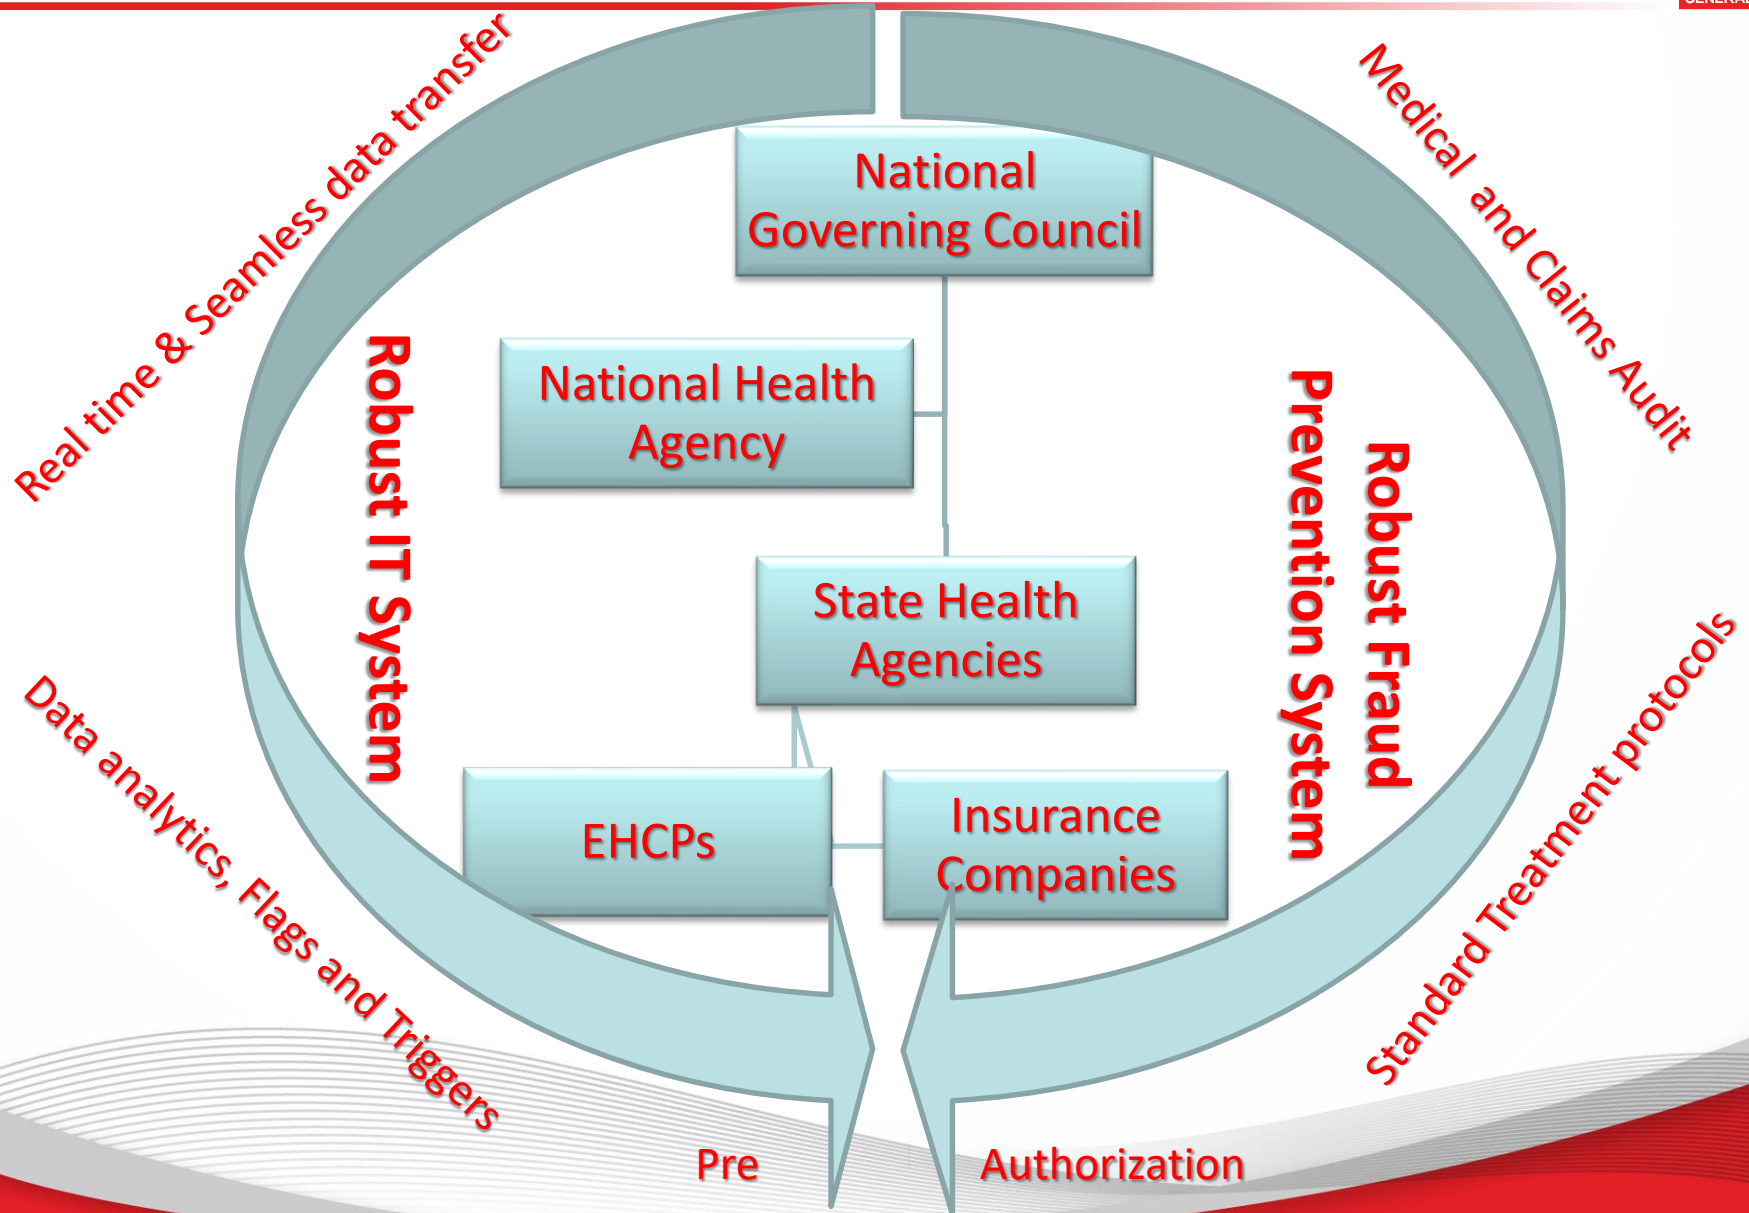 GENERAL
Real time & Seamless data transfer
Medical and Claims Audit
National
Governing Council
National Health
Agency
Robust IT System
Robust Fraud
Prevention System
State Health
Agencies
EHCPs
Insurance
Companies
Data analytics, Flags and Triggers
Standard Treatment protocols
Pre
Authorization